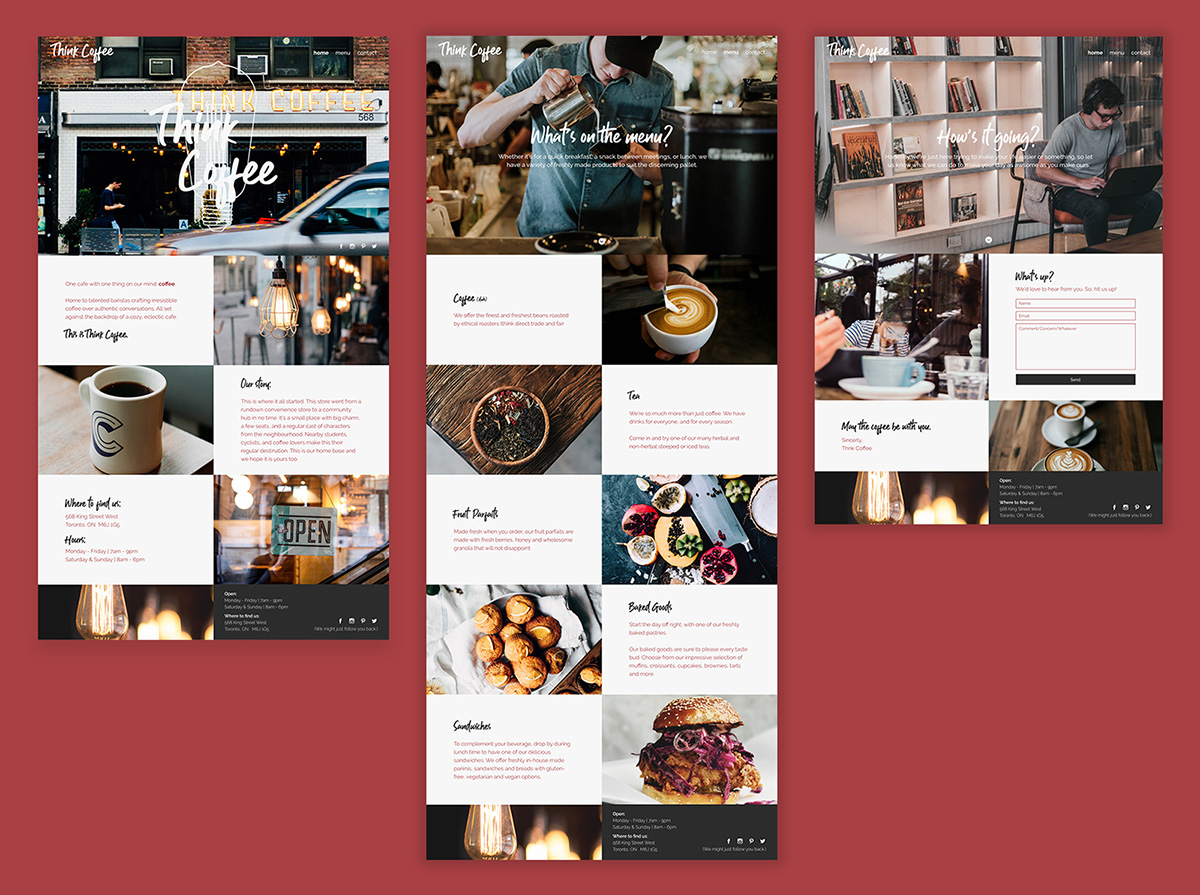 Think Coffee
home menu contact
THINK COFFEE
568
Think
Coffee
A
One cafe with one thing on our mind: coffee.
Home to talented baristas crafting irresistible
coffee over authentic conversations. All set
against the backdrop of a cozy, eclectic cafe.
This is Think Coffee.
C
Our story:
This is where it all started. This store went from a
rundown convenience store to a community
hub in no time. It's a small place with big charm,
a few seats, and a regular cast of characters
from the neighbourhood. Nearby students,
cyclists, and coffee lovers make this their
regular destination. This is our home base and
we hope it is yours too.
Where to find us:
568 King Street West
Toronto, ON M6J 1G5
Hours:
Monday - Friday | 7am - 9pm
Saturday & Sunday | 8am - 6pm
OPEN
Open:
Monday - Friday | 7am - 9pm
Saturday & Sunday | 8am - 6pm
Where to find us:
568 King Street West
Toronto, ON M6J 1G5
(We might just follow you back.)
Think Coffee
home menu contact
What's on the menu?
Whether it's for a quick breakfast, a snack between meetings, or lunch, we
have a variety of freshly made products to suit the discerning pallet.
Coffee (duh)
We offer the finest and freshest beans roasted
by ethical roasters think direct trade and fair
Tea
We're so much more than just coffee. We have
drinks for everyone, and for every season.
Come in and try one of our many herbal and
non-herbal steeped or iced teas.
Fruit Parfaits
Made fresh when you order, our fruit parfaits are
made with fresh berries, honey and wholesome
granola that will not disappoint.
Baked Goods
Start the day off right, with one of our freshly
baked pastries.
Our baked goods are sure to please every taste
bud. Choose from our impressive selection of
muffins, croissants, cupcakes, brownies, tarts
and more.
Sandwiches
To complement your beverage, drop by during
lunch time to have one of our delicious
sandwiches. We offer freshly in-house made
paninis, sandwiches and breads with gluten-
free, vegetarian and vegan options.
Open:
Monday - Friday | 7am - 9pm
Saturday & Sunday | 8am - 6pm
Where to find us:
568 King Street West
Toronto, ON M6J 1G5
(We might just follow you back.)
Think Coffee
home menu contact
How's it going?
we're just here trying to make your life easier or something, so let
us know what we can do to make your day as awesome as you make ours.
What's up?
We'd love to hear from you. So, hit us up!
Name
Email
Comment/Concern/Whatever
Send
May the coffee be with you.
Sincerely,
Think Coffee
Open:
Monday - Friday | 7am - 9pm
Saturday & Sunday | 8am - 6pm
Where to find us:
568 King Street West
Toronto, ON M6J 1G5
(We might just follow you back.)